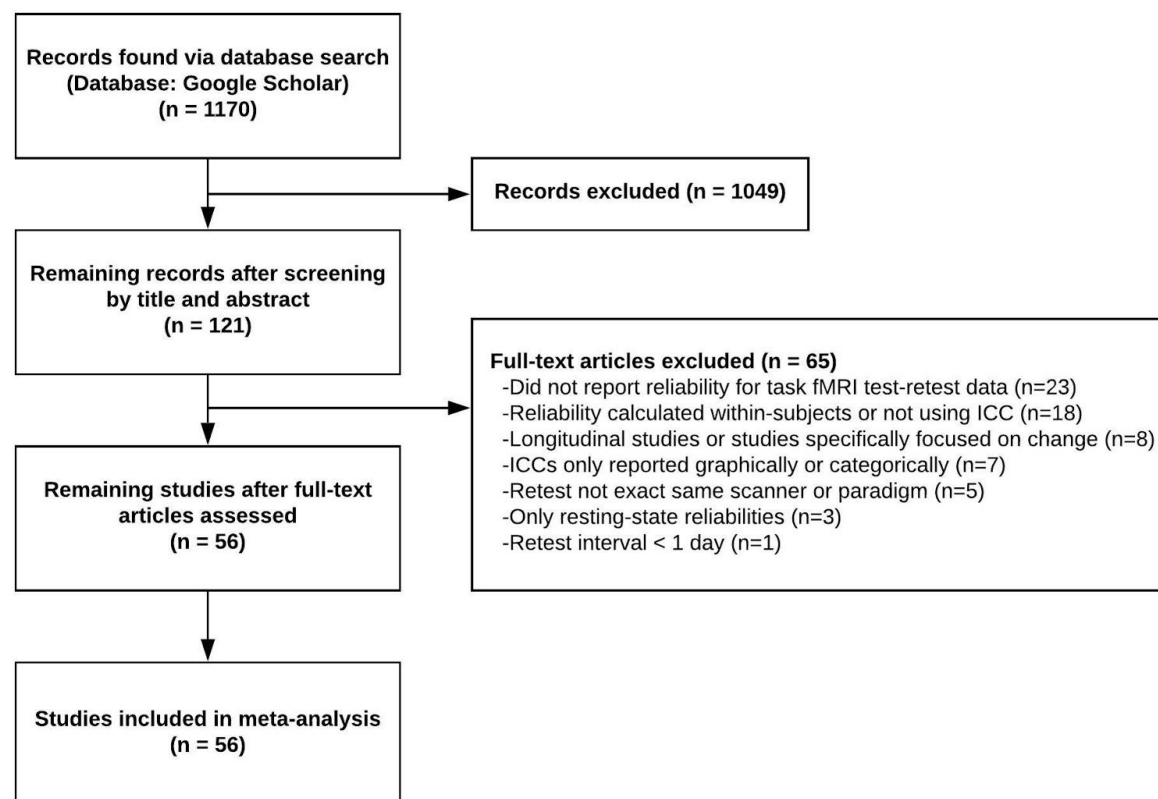 Records found via database search
(Database: Google Scholar)
(n = 1170)
Records excluded (n = 1049)
Remaining records after screening
by title and abstract
(n = 121)
Full-text articles excluded (n = 65)
-Did not report reliability for task fMRI test-retest data (n=23)
-Reliability calculated within-subjects or not using ICC (n=18)
-Longitudinal studies or studies specifically focused on change (n=8)
-ICCs only reported graphically or categorically (n=7)
-Retest not exact same scanner or paradigm (n=5)
-Only resting-state reliabilities (n=3)
-Retest interval < 1 day (n=1)
Remaining studies after full-text
articles assessed
(n = 56)
Studies included in meta-analysis
(n = 56)